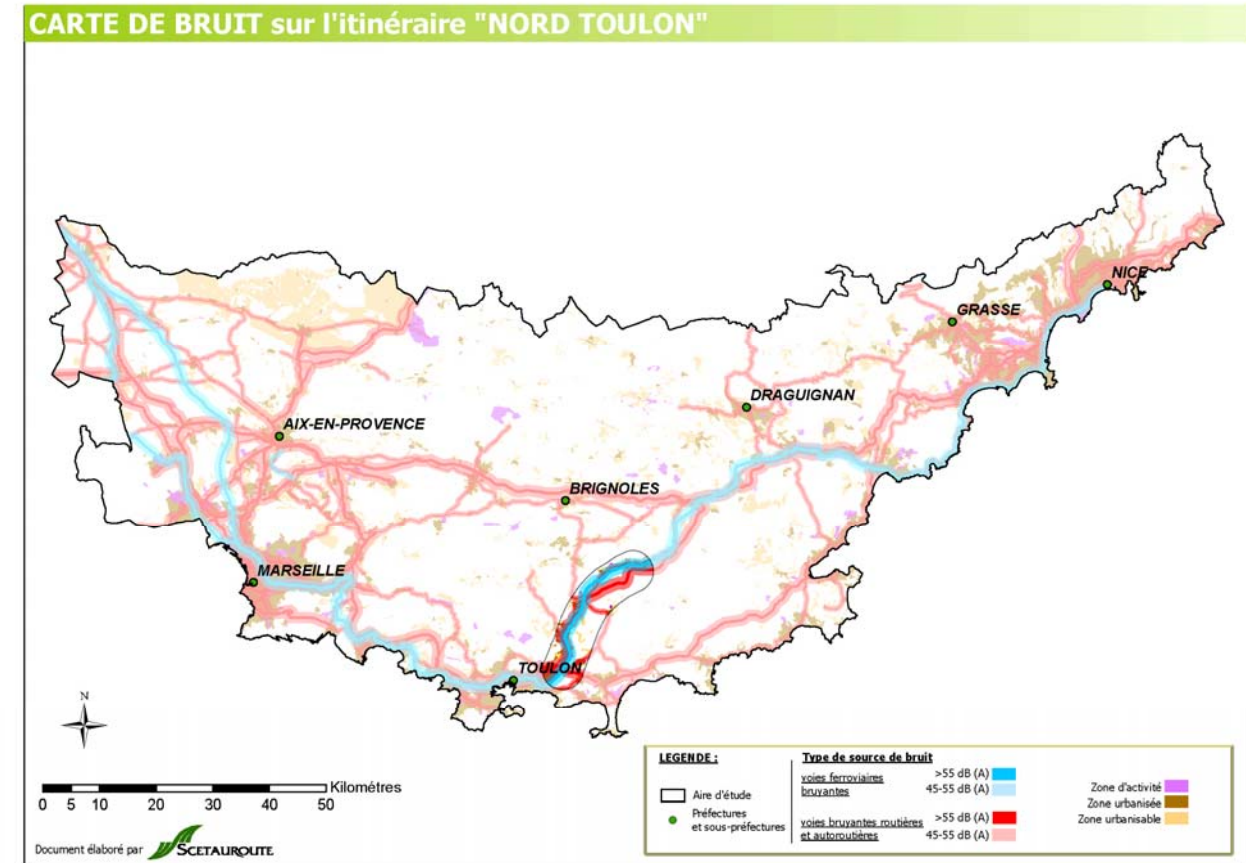 CARTE DE BRUIT sur l'itinéraire "NORD TOULON"
NICE
GRASSE
DRAGUIGNAN
AIX-EN-PROVENCE
BRIGNOLES
MARSEILLE
TOULON
N
Kilométres
0 5 10 20 30 40 50
Document élaboré par SCETAUROUTE
LEGENDE :
Aire d'étude
Préfectures
et sous-préfectures
Type de source de bruit
voies ferroviaires
bruyantes
>55 dB (A)
45-55 dB (A)
voies bruyantes routières
et autoroutières
>55 dB (A)
45-55 dB (A)
Zone d'activité
Zone urbanisée
Zone urbanisable